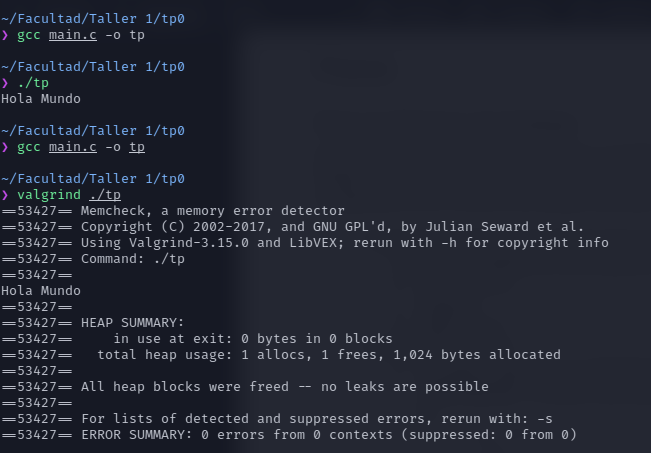 ~/Facultad/Taller 1/tp0
❯ gcc main.c -o tp
~/Facultad/Taller 1/tp0
❯ ./tp
Hola Mundo
~/Facultad/Taller 1/tp0
❯ gcc main.c -o tp
~/Facultad/Taller 1/tp0
❯ valgrind ./tp
==53427== Memcheck, a memory error detector
==53427== Copyright (C) 2002-2017, and GNU GPL'd, by Julian Seward et al.
==53427== Using Valgrind-3.15.0 and LibVEX; rerun with -h for copyright info
==53427== Command: ./tp
==53427==
Hola Mundo
==53427==
==53427== HEAP SUMMARY:
==53427==     in use at exit: 0 bytes in 0 blocks
==53427==   total heap usage: 1 allocs, 1 frees, 1,024 bytes allocated
==53427==
==53427== All heap blocks were freed -- no leaks are possible
==53427==
==53427== For lists of detected and suppressed errors, rerun with: -s
==53427== ERROR SUMMARY: 0 errors from 0 contexts (suppressed: 0 from 0)